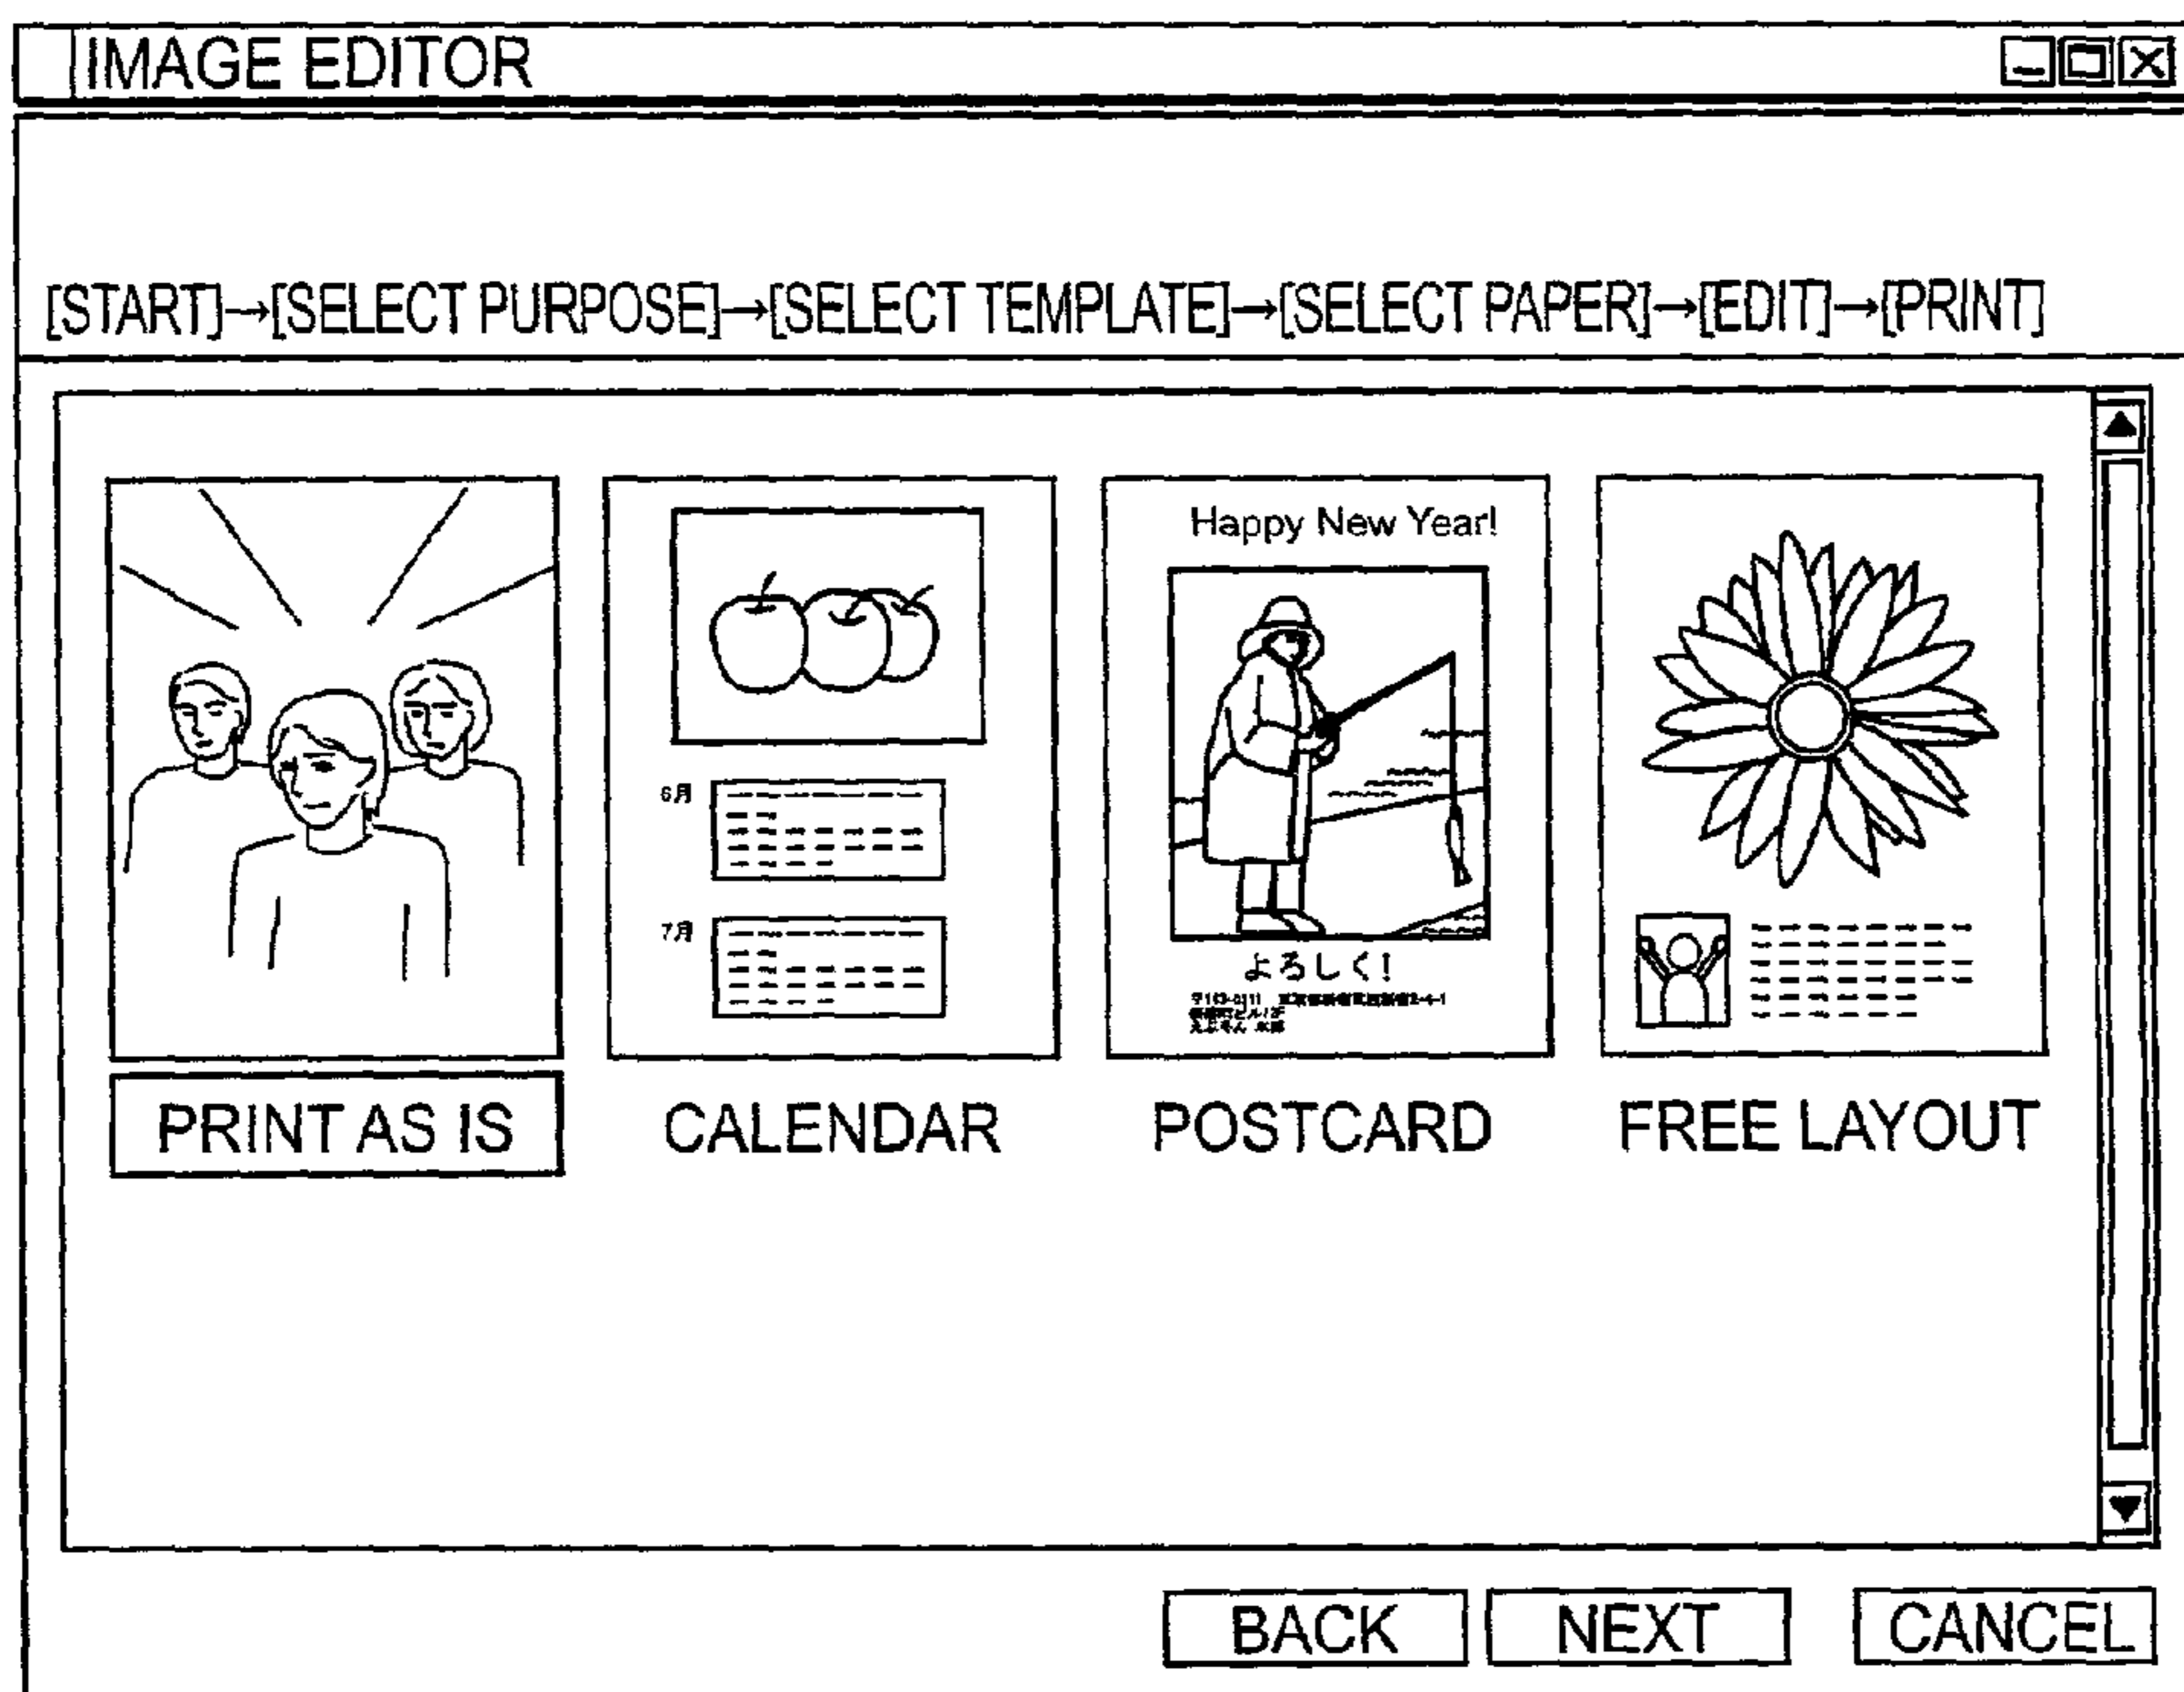 IMAGE EDITOR
[START]→[SELECT PURPOSE]→[SELECT TEMPLATE]→[SELECT PAPER]→[EDIT]→[PRINT]
Happy New Year!
6月
7月
よろしく!
PRINT AS IS
CALENDAR
POSTCARD
FREE LAYOUT
BACK
NEXT
CANCEL